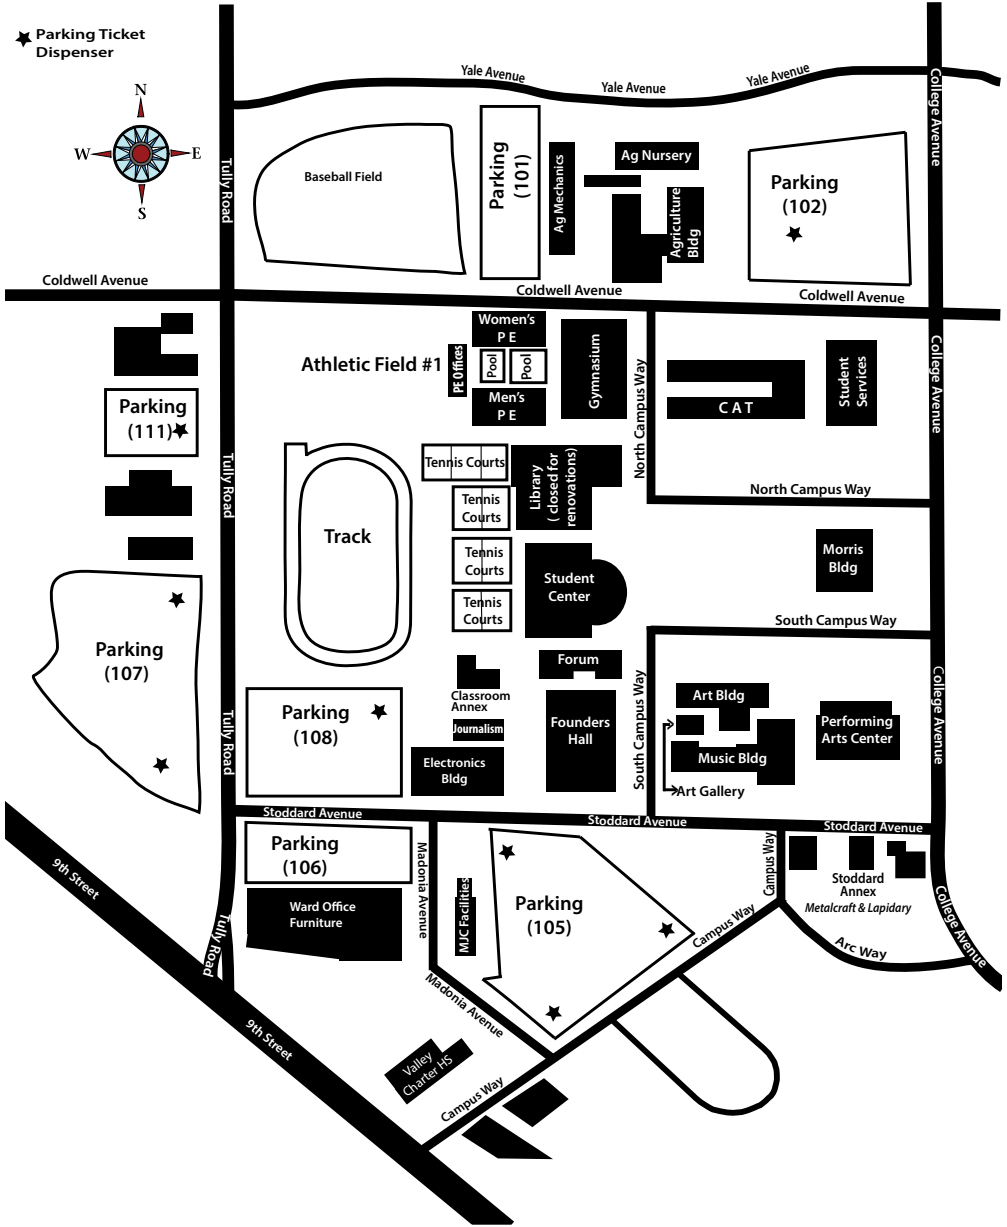 Parking Ticket
Dispenser
N
W
E
S
Yale Avenue
Yale Avenue
Yale Avenue
College Avenue
Tully Road
Baseball Field
Parking
(101)
Ag Mechanics
Ag Nursery
Agriculture
Bldg
Parking
(102)
Coldwell Avenue
Coldwell Avenue
Coldwell Avenue
Women's
P E
Athletic Field #1
PE Offices
Pool
Pool
Men's
P E
Gymnasium
North Campus Way
C A T
Student
Services
College Avenue
Parking
(111)
Tully Road
Tennis Courts
Library
( closed for
renovations)
Tennis
Courts
North Campus Way
Track
Tennis
Courts
Student
Center
Morris
Bldg
Tennis
Courts
South Campus Way
Parking
(107)
Forum
Classroom
Annex
Journalism
Founders
Hall
South Campus Way
Art Bldg
Performing
Arts Center
College Avenue
Music Bldg
Art Gallery
Tully Road
Parking
(108)
Electronics
Bldg
Stoddard Avenue
Stoddard Avenue
Stoddard Avenue
Parking
(106)
Madonia Avenue
Campus Way
Stoddard
Annex
Metalcraft & Lapidary
9th Street
Ward Office
Furniture
MJC Facilities
Parking
(105)
Campus Way
Arc Way
College Avenue
Tully Road
Madonia Avenue
9th Street
Valley
Charter HS
Campus Way